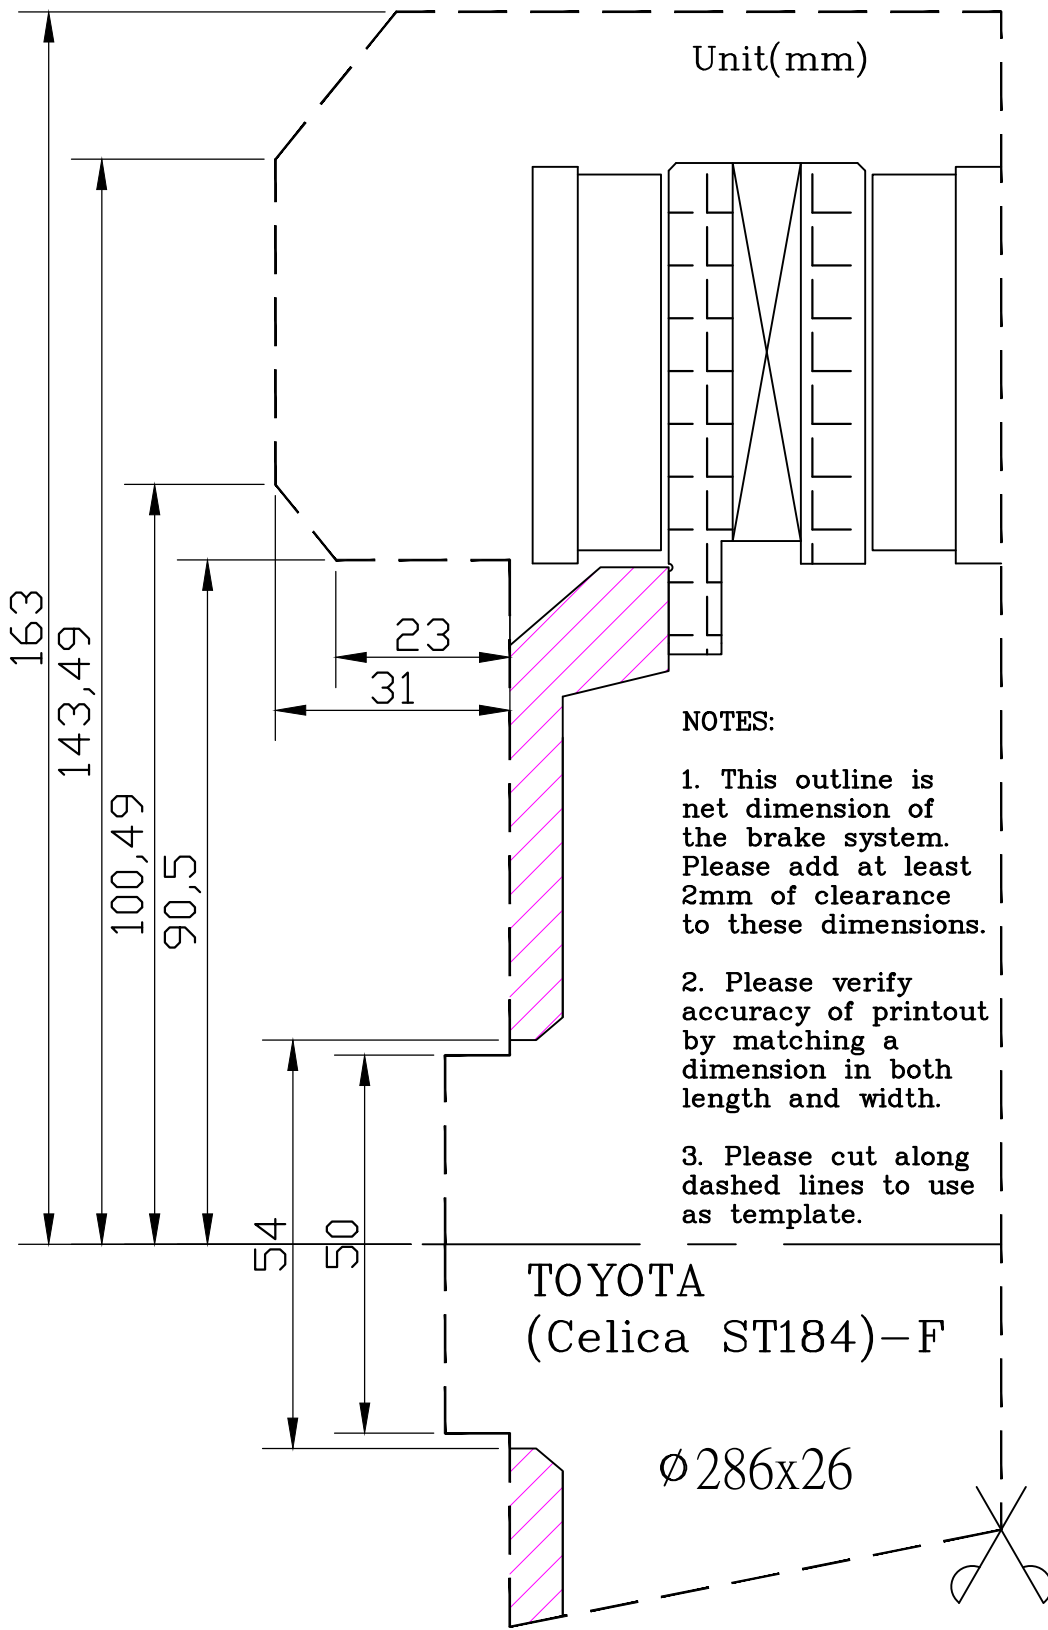 Unit(mm)
163
143,49
100,49
90,5
23
31
NOTES:
1. This outline is
net dimension of
the brake system.
Please add at least
2mm of clearance
to these dimensions.
2. Please verify
accuracy of printout
by matching a
dimension in both
length and width.
3. Please cut along
dashed lines to use
as template.
54
50
TOYOTA
(Celica ST184)-F
ϕ286x26